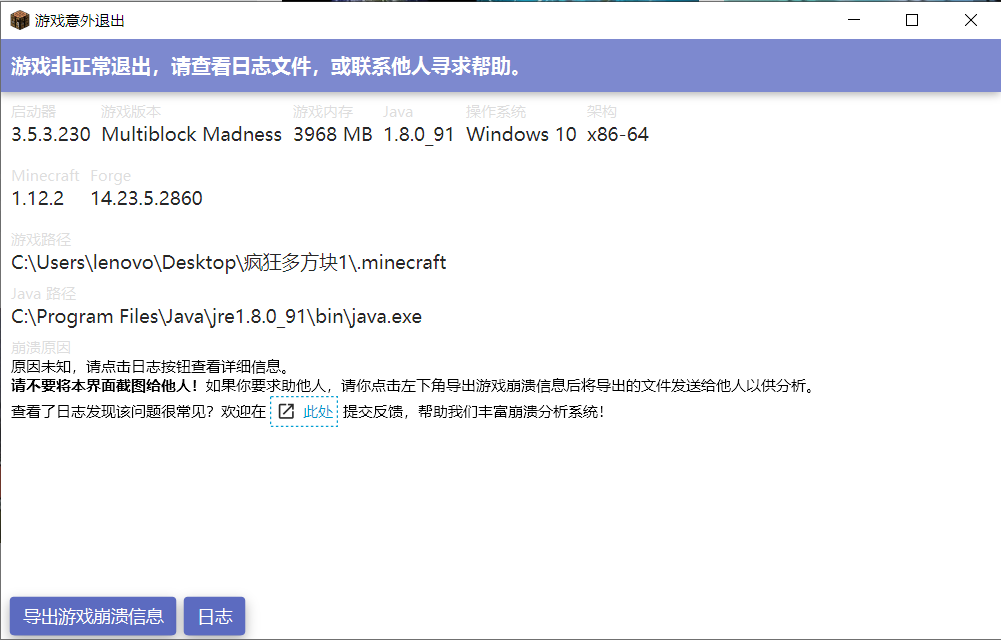 游戏意外退出
游戏非正常退出，请查看日志文件，或联系他人寻求帮助。
启动器 游戏版本 游戏内存 Java 操作系统 架构
3.5.3.230 Multiblock Madness 3968 MB 1.8.0_91 Windows 10 x86-64
Minecraft Forge
1.12.2 14.23.5.2860
游戏路径
C:\Users\lenovo\Desktop\疯狂多方块1\.minecraft
Java 路径
C:\Program Files\Java\jre1.8.0_91\bin\java.exe
崩溃原因
原因未知，请点击日志按钮查看详细信息。
请不要将本界面截图给他人！如果你要求助他人，请你点击左下角导出游戏崩溃信息后将导出的文件发送给他人以供分析。
查看了日志发现该问题很常见？欢迎在 此处 提交反馈，帮助我们丰富崩溃分析系统！
导出游戏崩溃信息 日志